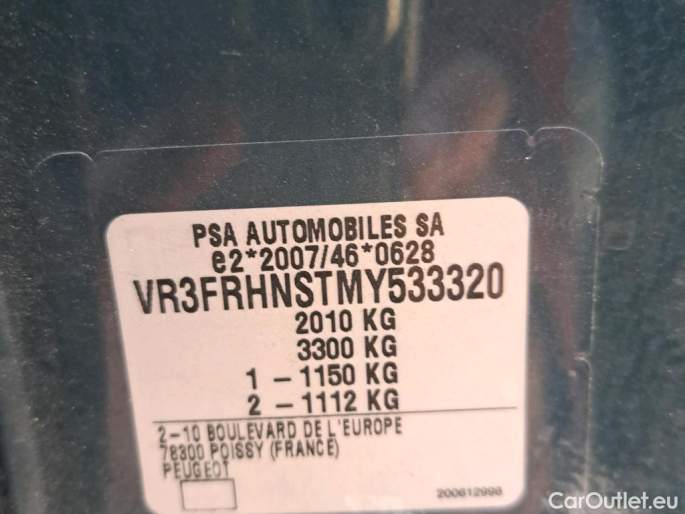 PSA AUTOMOBILES SA
e2*2007/46*0628
VR3FRHNSTMY533320
2010 KG
3300 KG
1 - 1150 KG
2 - 1112 KG
2-10 BOULEVARD DE L'EUROPE
78300 POISSY (FRANCE)
PEUGEOT
200612998
CarOutlet.eu